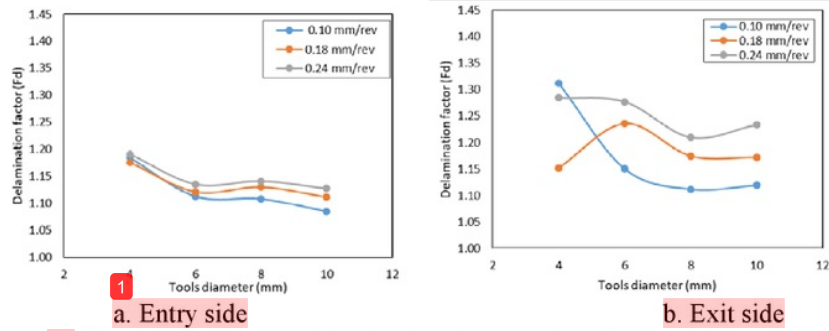 1.45
1.40
1.35
1.30
1.25
1.20
1.15
1.10
1.05
1.00
Delamination factor (Fd)
0.10 mm/rev
0.18 mm/rev
0.24 mm/rev
2 4 6 8 10 12
Tools diameter (mm)
1
a. Entry side
1.45
1.40
1.35
1.30
1.25
1.20
1.15
1.10
1.05
1.00
Delamination factor (Fd)
0.10 mm/rev
0.18 mm/rev
0.24 mm/rev
2 4 6 8 10 12
Tools diameter (mm)
b. Exit side